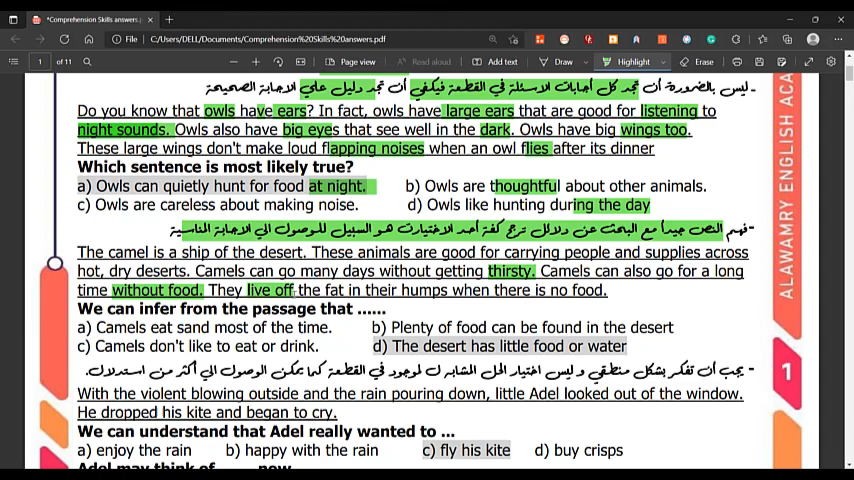 *Comprehension Skills answers.p
File
C:/Users/DELL/Documents/Comprehension%20Skills%20answers.pdf
1 of 11
Page view
Read aloud
Add text
Draw
Highlight
Erase
- ليس بالضرورة أن تجد كل أجابات الاسئلة في القطعة فيكفي أن تجد دليل علي الاجابة الصحيحة
Do you know that owls have ears? In fact, owls have large ears that are good for listening to
night sounds. Owls also have big eyes that see well in the dark. Owls have big wings too.
These large wings don't make loud flapping noises when an owl flies after its dinner
Which sentence is most likely true?
a) Owls can quietly hunt for food at night. b) Owls are thoughtful about other animals.
c) Owls are careless about making noise. d) Owls like hunting during the day
-فهم النص جيداً مع البحث عن دلائل ترجح كفة أحد الاختيارت هو السبيل للوصول الي الاجابة المناسبة
The camel is a ship of the desert. These animals are good for carrying people and supplies across
hot, dry deserts. Camels can go many days without getting thirsty. Camels can also go for a long
time without food. They live off the fat in their humps when there is no food.
We can infer from the passage that ......
a) Camels eat sand most of the time. b) Plenty of food can be found in the desert
c) Camels don't like to eat or drink. d) The desert has little food or water
- يجب أن تفكر بشكل منطقي و ليس اختيار الحل المشابه ل لموجود في القطعة كما يمكن الوصول الي أكثر من استدلال.
With the violent blowing outside and the rain pouring down, little Adel looked out of the window.
He dropped his kite and began to cry.
We can understand that Adel really wanted to ...
a) enjoy the rain b) happy with the rain c) fly his kite d) buy crisps
Adel may think of ____ now
ALAWAMRY ENGLISH ACA
1